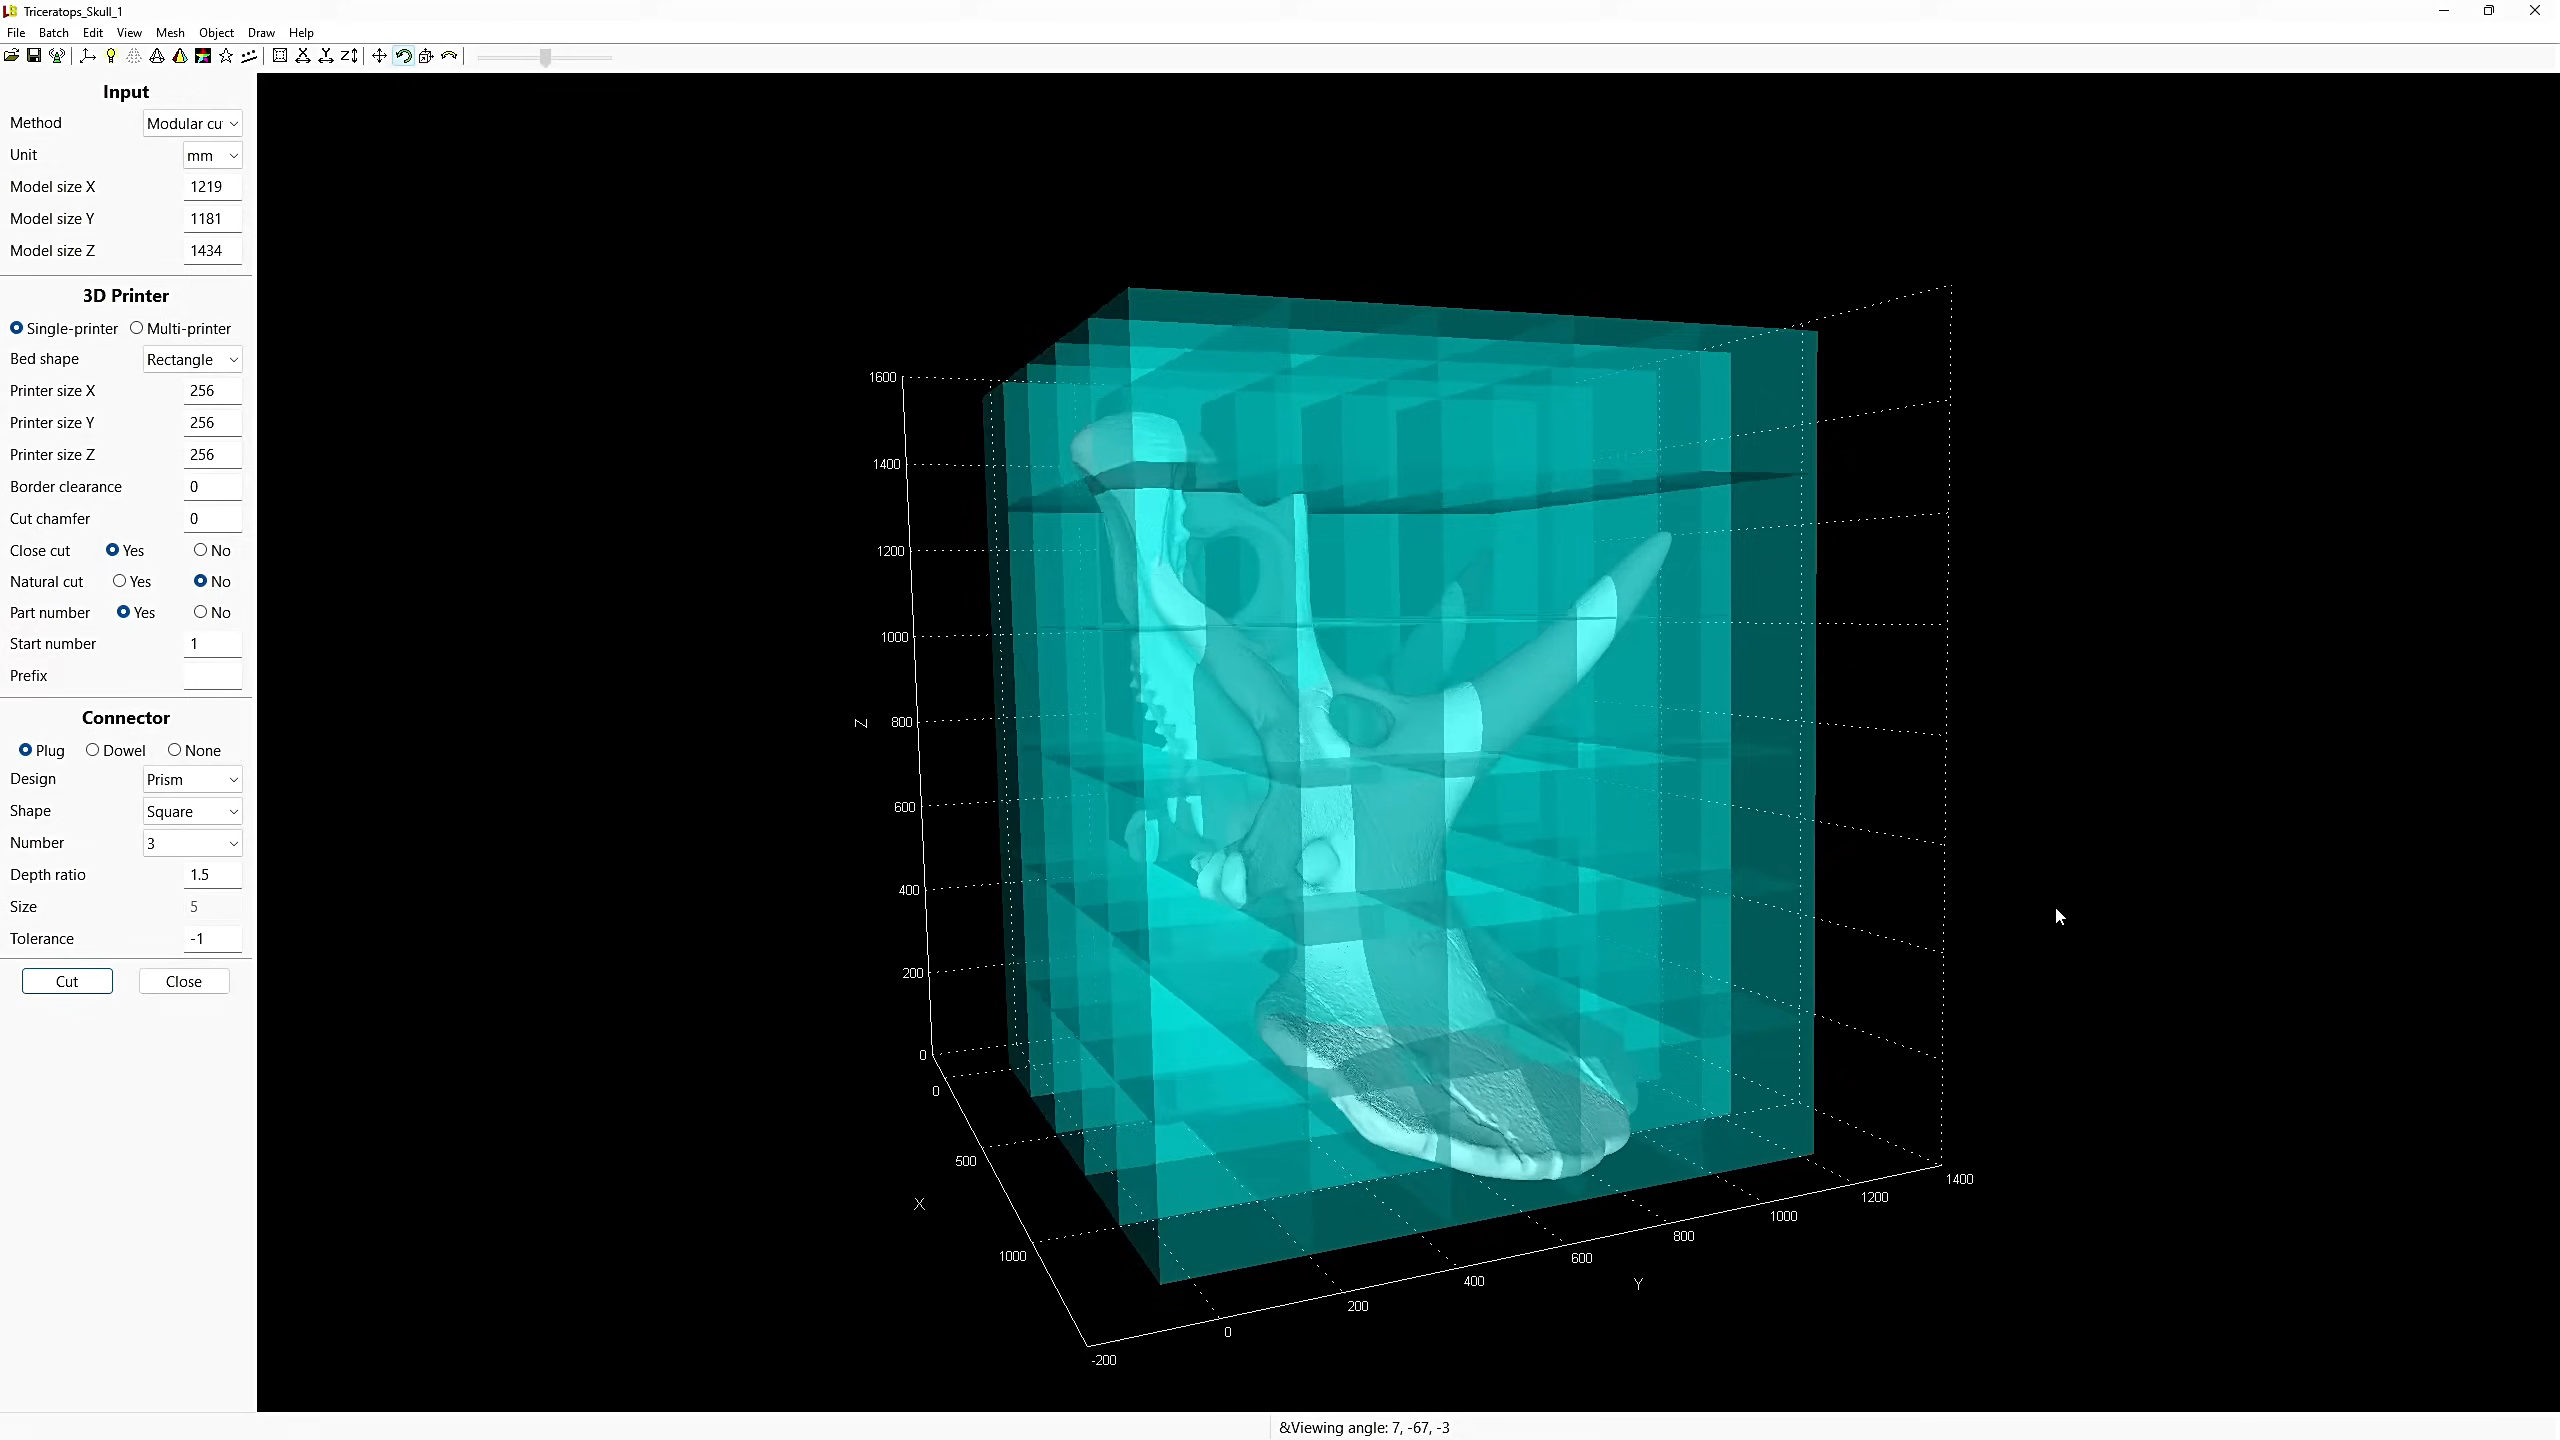 Triceratops_Skull_1
File Batch Edit View Mesh Object Draw Help
Input
Method Modular cu
Unit mm
Model size X 1219
Model size Y 1181
Model size Z 1434
3D Printer
Single-printer Multi-printer
Bed shape Rectangle
Printer size X 256
Printer size Y 256
Printer size Z 256
Border clearance 0
Cut chamfer 0
Close cut Yes No
Natural cut Yes No
Part number Yes No
Start number 1
Prefix
Connector
Plug Dowel None
Design Prism
Shape Square
Number 3
Depth ratio 1.5
Size 5
Tolerance -1
Cut Close
1600
1400
1200
1000
Z 800
600
400
200
0
0
500
X
1000
-200
0
200
400
600
Y
800
1000
1200
1400
&Viewing angle: 7, -67, -3